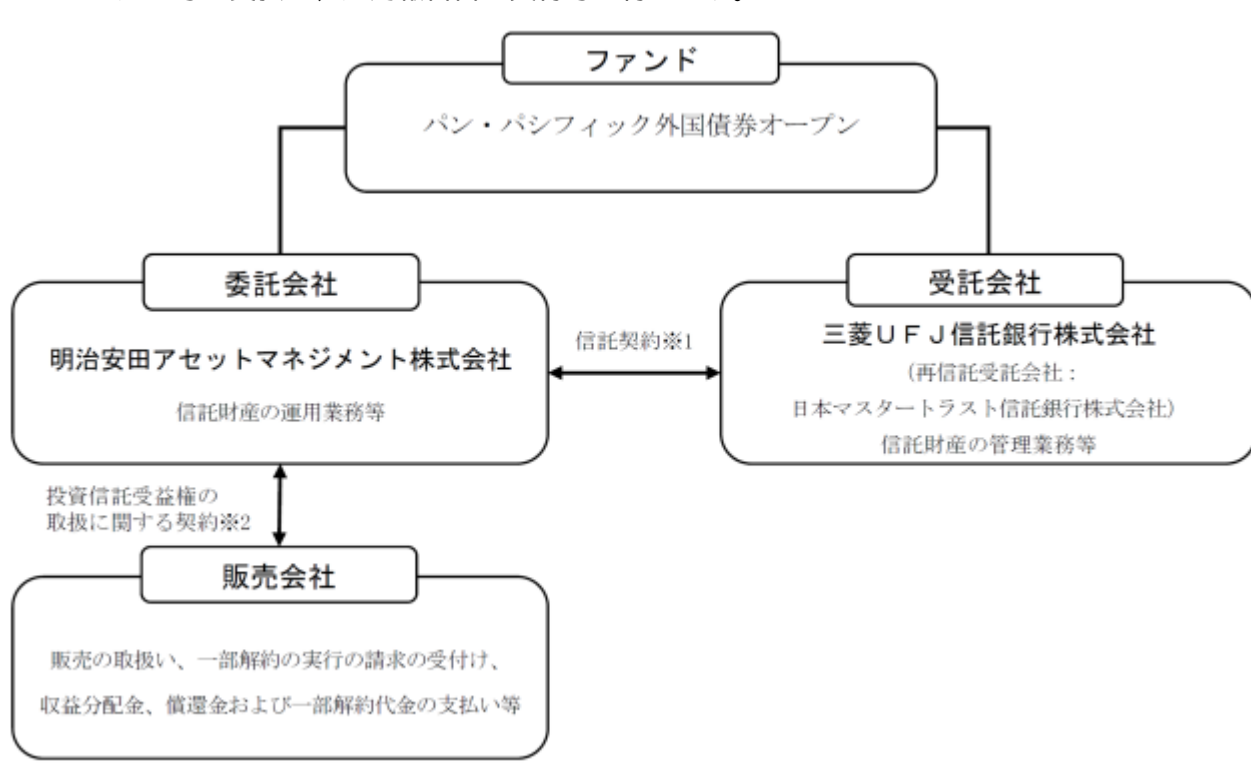 ファンド
パン・パシフィック外国債券オープン
委託会社
明治安田アセットマネジメント株式会社
信託財産の運用業務等
信託契約※1
受託会社
三菱UFJ信託銀行株式会社
(再信託受託会社:
日本マスタートラスト信託銀行株式会社)
信託財産の管理業務等
投資信託受益権の
取扱に関する契約※2
販売会社
販売の取扱い、一部解約の実行の請求の受付け、
収益分配金、償還金および一部解約代金の支払い等